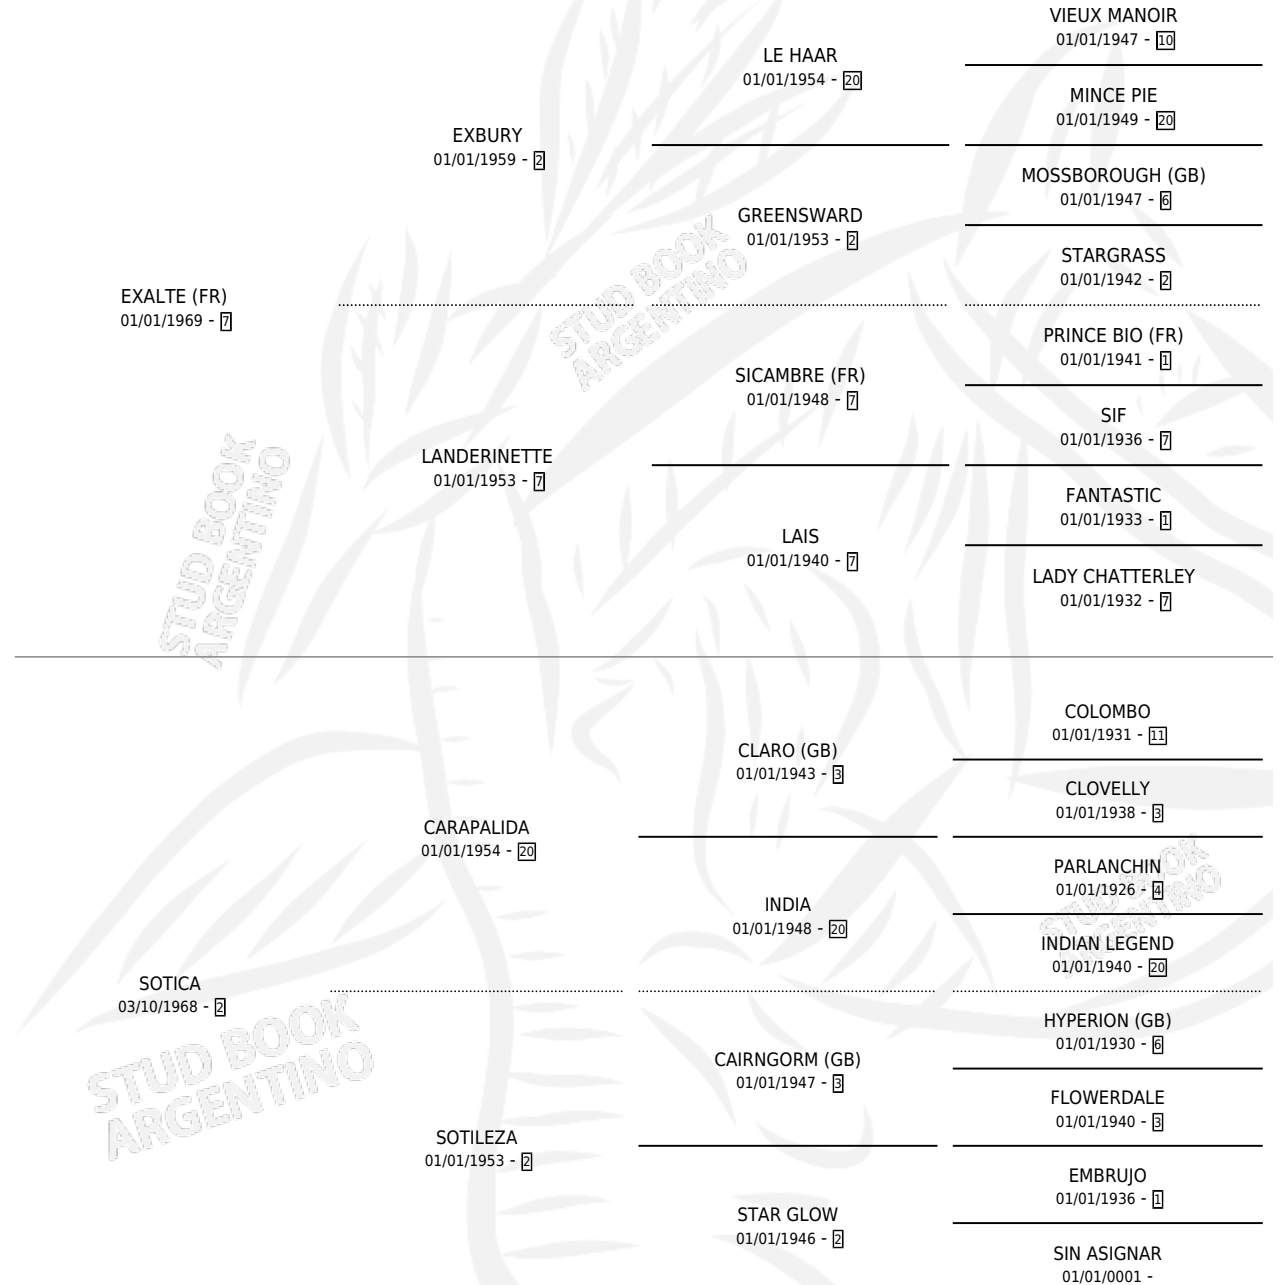 VIEUX MANOIR
01/01/1947 - 10
LE HAAR
01/01/1954 - 20
MINCE PIE
01/01/1949 - 20
EXBURY
01/01/1959 - 2
MOSSBOROUGH (GB)
01/01/1947 - 6
GREENSWARD
01/01/1953 - 2
STARGRASS
01/01/1942 - 2
EXALTE (FR)
01/01/1969 - 7
PRINCE BIO (FR)
01/01/1941 - 1
SICAMBRE (FR)
01/01/1948 - 7
SIF
01/01/1936 - 7
LANDERINETTE
01/01/1953 - 7
FANTASTIC
01/01/1933 - 1
LAIS
01/01/1940 - 7
LADY CHATTERLEY
01/01/1932 - 7
COLOMBO
01/01/1931 - 11
CLARO (GB)
01/01/1943 - 3
CLOVELLY
01/01/1938 - 3
CARAPALIDA
01/01/1954 - 20
PARLANCHIN
01/01/1926 - 4
INDIA
01/01/1948 - 20
INDIAN LEGEND
01/01/1940 - 20
SOTICA
03/10/1968 - 2
HYPERION (GB)
01/01/1930 - 6
CAIRNGORM (GB)
01/01/1947 - 3
FLOWERDALE
01/01/1940 - 3
SOTILEZA
01/01/1953 - 2
EMBRUJO
01/01/1936 - 1
STAR GLOW
01/01/1946 - 2
SIN ASIGNAR
01/01/0001 -
STUD BOOK
ARGENTINO
STUD BOOK
ARGENTINO
STUD BOOK
ARGENTINO
STUD BOOK
ARGENTINO